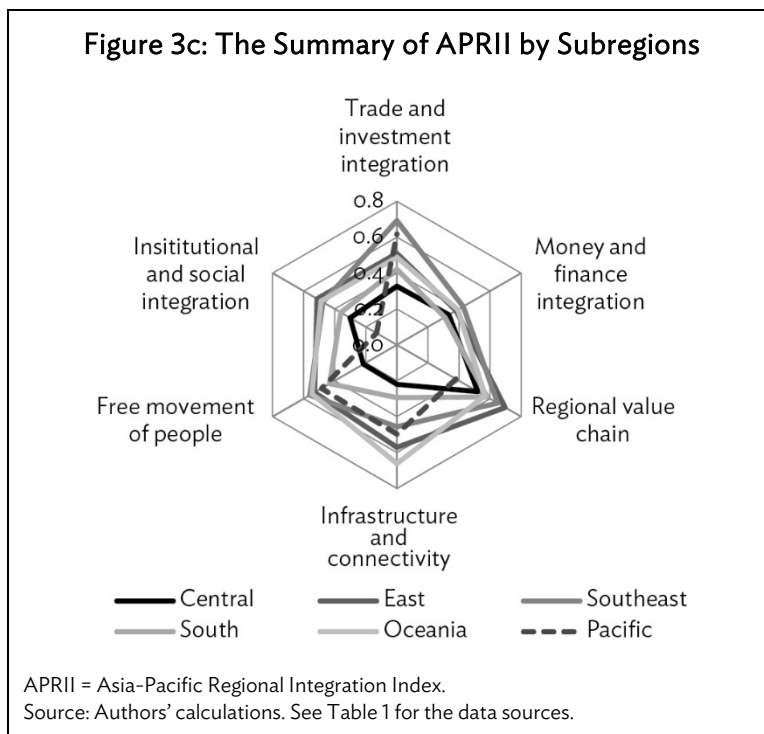 Figure 3c: The Summary of APRII by Subregions
Trade and
investment
integration
0.8
0.6
0.4
0.2
0.0
Insititutional
and social
integration
Money and
finance
integration
Free movement
of people
Regional value
chain
Infrastructure
and
connectivity
Central
East
Southeast
South
Oceania
Pacific
APRII = Asia-Pacific Regional Integration Index.
Source: Authors’ calculations. See Table 1 for the data sources.